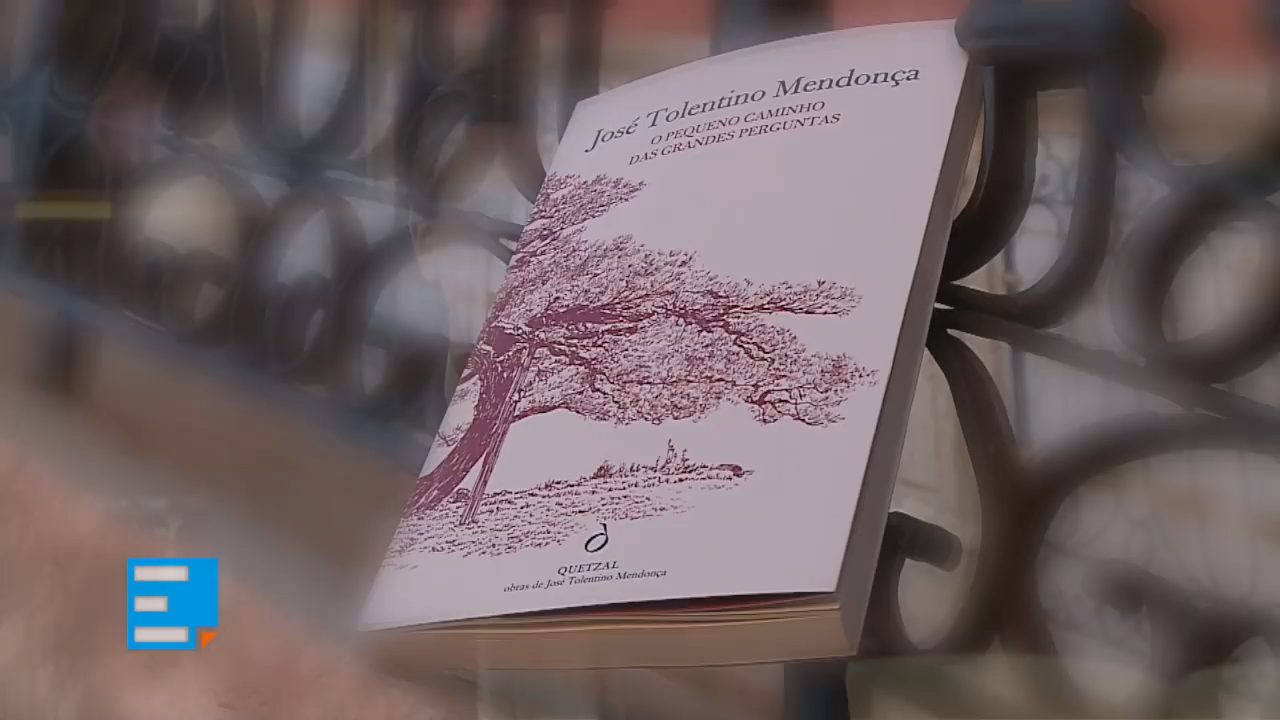 José Tolentino Mendonça
O PEQUENO CAMINHO
DAS GRANDES PERGUNTAS
QUETZAL
obras de José Tolentino Mendonça